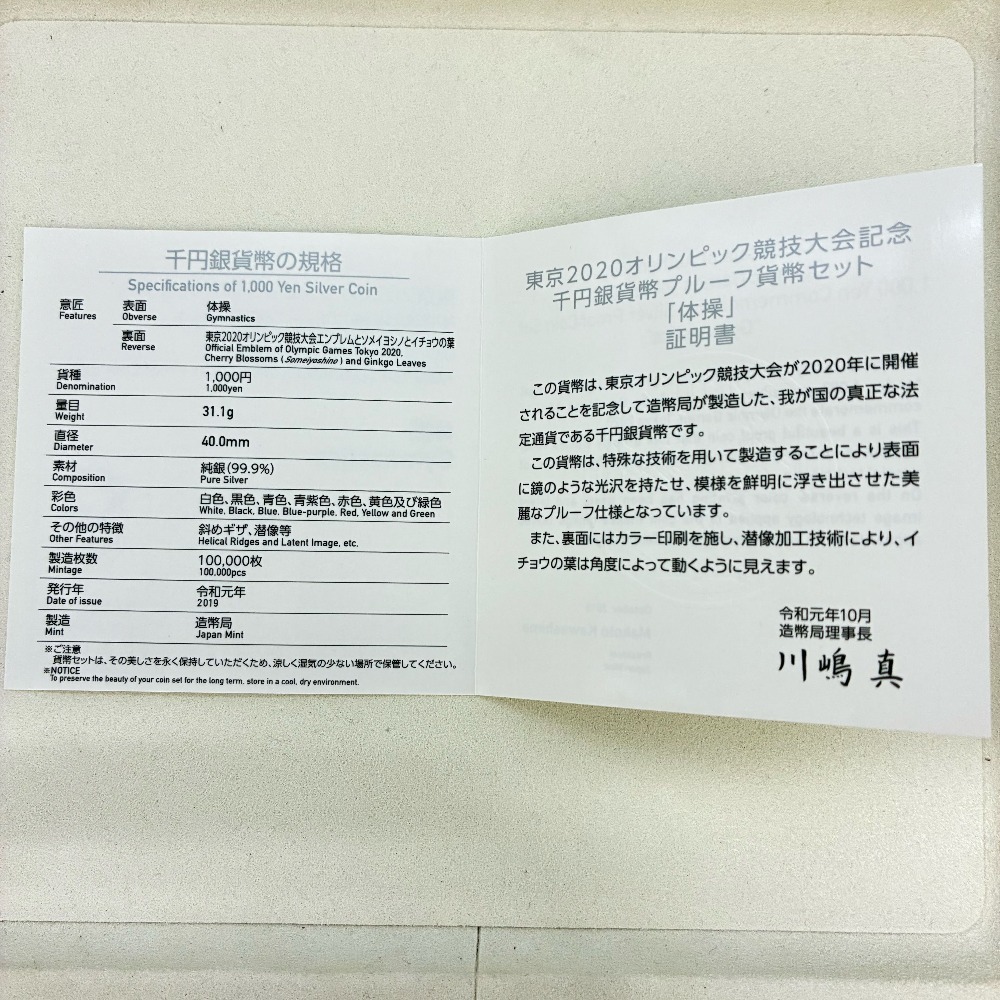 千円銀貨幣の規格
Specifications of 1,000 Yen Silver Coin
意匠 表面 体操
Features Obverse Gymnastics
裏面 東京2020オリンピック競技大会エンブレムとソメイヨシノとイチョウの葉
Reverse Official Emblem of Olympic Games Tokyo 2020,
Cherry Blossoms (Someiyoshino) and Ginkgo Leaves
貨種 1,000円
Denomination 1,000yen
量目 31.1g
Weight
直径 40.0mm
Diameter
素材 純銀(99.9%)
Composition Pure Silver
彩色 白色、黒色、青色、青紫色、赤色、黄色及び緑色
Colors White, Black, Blue, Blue-purple, Red, Yellow and Green
その他の特徴 斜めギザ、潜像等
Other Features Helical Ridges and Latent Image, etc.
製造枚数 100,000枚
Mintage 100,000pcs
発行年 令和元年
Date of issue 2019
製造 造幣局
Mint Japan Mint
※ご注意
貨幣セットは、その美しさを永く保持していただくため、涼しく湿気の少ない場所で保管してください。
※NOTICE
To preserve the beauty of your coin set for the long term, store in a cool, dry environment.
東京2020オリンピック競技大会記念
千円銀貨幣プルーフ貨幣セット
「体操」
証明書
この貨幣は、東京オリンピック競技大会が2020年に開催
されることを記念して造幣局が製造した、我が国の真正な法
定通貨である千円銀貨幣です。
この貨幣は、特殊な技術を用いて製造することにより表面
に鏡のような光沢を持たせ、模様を鮮明に浮き出させた美
麗なプルーフ仕様となっています。
また、裏面にはカラー印刷を施し、潜像加工技術により、イ
チョウの葉は角度によって動くように見えます。
令和元年10月
造幣局理事長
川嶋 真